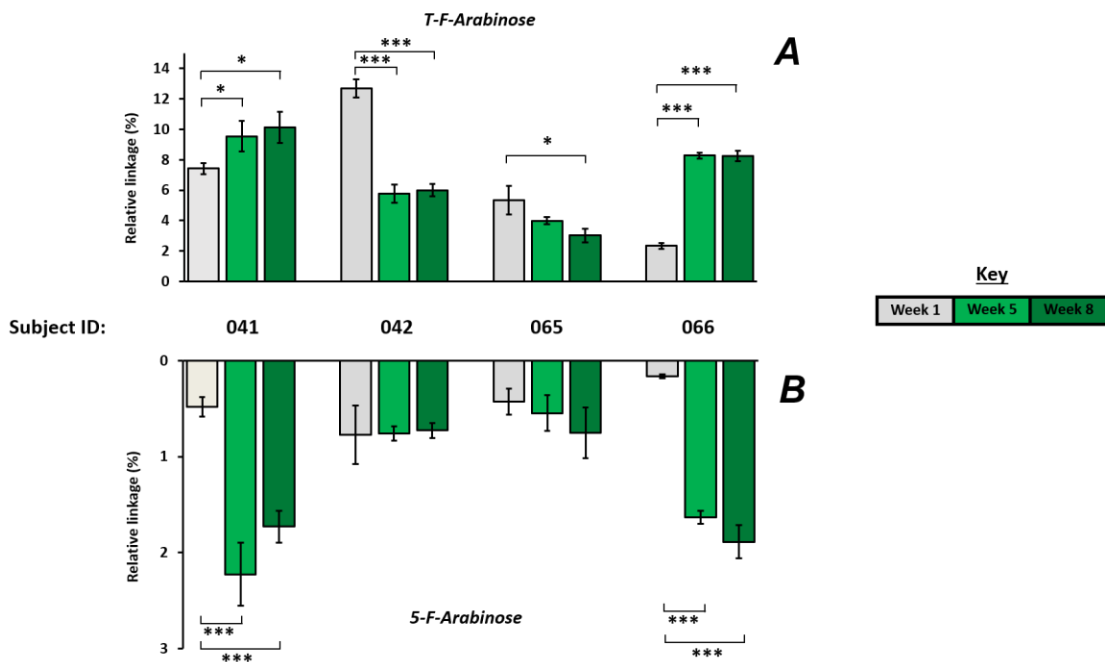 T-F-Arabinose
A
***
* *** ***
* *** * ***
14
12
10
8
6
4
2
0
Relative linkage (%)
Key
Week 1 Week 5 Week 8
Subject ID: 041 042 065 066
0
1
2
3
Relative linkage (%)
B
5-F-Arabinose
*** ***
*** ***